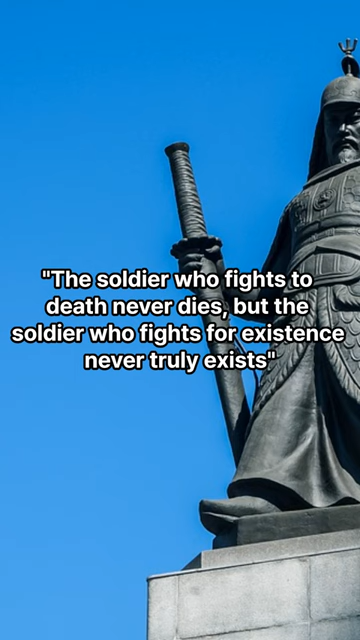 "The soldier who fights to
death never dies, but the
soldier who fights for existence
never truly exists"